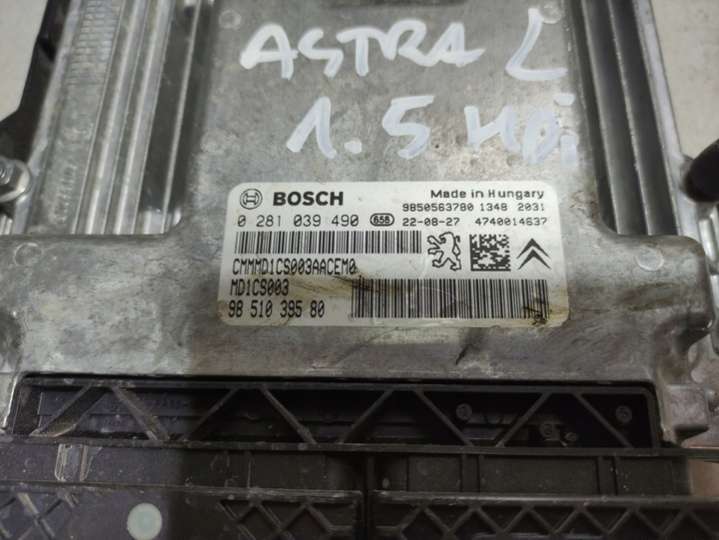 ASTRA L
1.5 HDi
BOSCH Made in Hungary
9850563780 1348 2031
0 281 039 490 658 22-08-27 4740014637
CMMMD1CS003AACEM0
MD1CS003
98 510 395 80